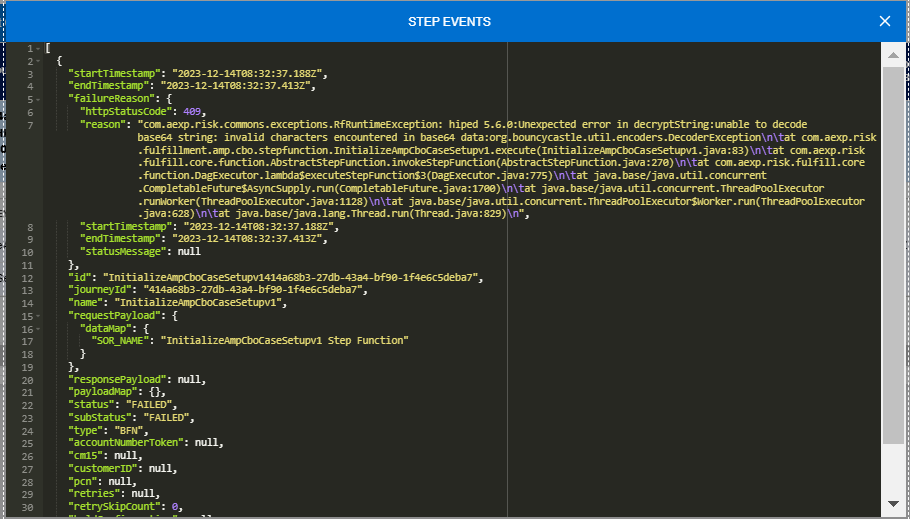 STEP EVENTS
1 [
2 {
3 "startTimestamp": "2023-12-14T08:32:37.188Z",
4 "endTimestamp": "2023-12-14T08:32:37.413Z",
5 "failureReason": {
6 "httpStatusCode": 409,
7 "reason": "com.aexp.risk.commons.exceptions.RfRuntimeException: hiped 5.6.0:Unexpected error in decryptString:unable to decode
base64 string: invalid characters encountered in base64 data:org.bouncycastle.util.encoders.DecoderException\n\tat com.aexp.risk
.fulfillment.amp.cbo.stepfunction.InitializeAmpCboCaseSetupv1.execute(InitializeAmpCboCaseSetupv1.java:83)\n\tat com.aexp.risk
.fulfill.core.function.AbstractStepFunction.invokeStepFunction(AbstractStepFunction.java:270)\n\tat com.aexp.risk.fulfill.core
.function.DagExecutor.lambda$executeStepFunction$3(DagExecutor.java:775)\n\tat java.base/java.util.concurrent
.CompletableFuture$AsyncSupply.run(CompletableFuture.java:1700)\n\tat java.base/java.util.concurrent.ThreadPoolExecutor
.runWorker(ThreadPoolExecutor.java:1128)\n\tat java.base/java.util.concurrent.ThreadPoolExecutor$Worker.run(ThreadPoolExecutor
.java:628)\n\tat java.base/java.lang.Thread.run(Thread.java:829)\n",
8 "startTimestamp": "2023-12-14T08:32:37.188Z",
9 "endTimestamp": "2023-12-14T08:32:37.413Z",
10 "statusMessage": null
11 },
12 "id": "InitializeAmpCboCaseSetupv1414a68b3-27db-43a4-bf90-1f4e6c5deba7",
13 "journeyId": "414a68b3-27db-43a4-bf90-1f4e6c5deba7",
14 "name": "InitializeAmpCboCaseSetupv1",
15 "requestPayload": {
16 "dataMap": {
17 "SOR_NAME": "InitializeAmpCboCaseSetupv1 Step Function"
18 }
19 },
20 "responsePayload": null,
21 "payloadMap": {},
22 "status": "FAILED",
23 "subStatus": "FAILED",
24 "type": "BFN",
25 "accountNumberToken": null,
26 "cm15": null,
27 "customerID": null,
28 "pcn": null,
29 "retries": null,
30 "retrySkipCount": 0,